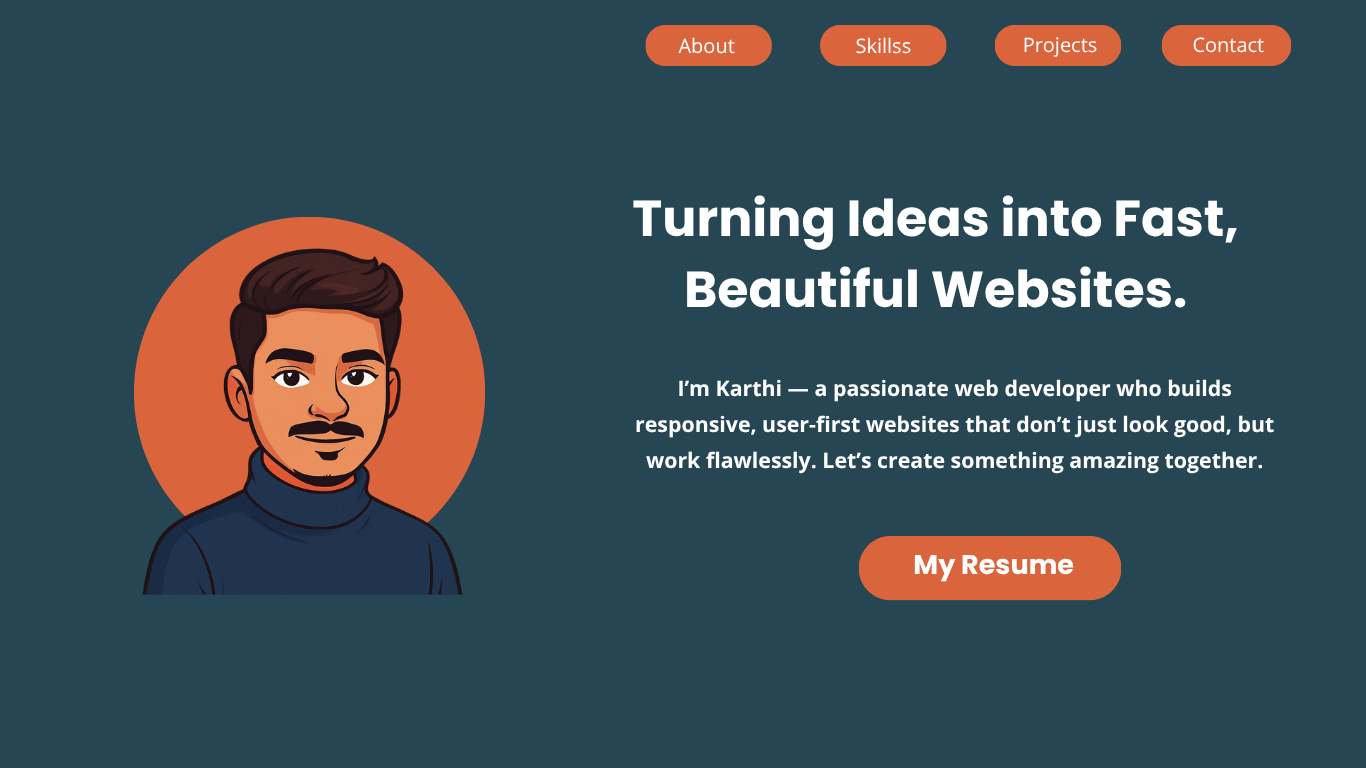 About
Skillss
Projects
Contact
Turning Ideas into Fast,
Beautiful Websites.
I’m Karthi — a passionate web developer who builds
responsive, user-first websites that don’t just look good, but
work flawlessly. Let’s create something amazing together.
My Resume